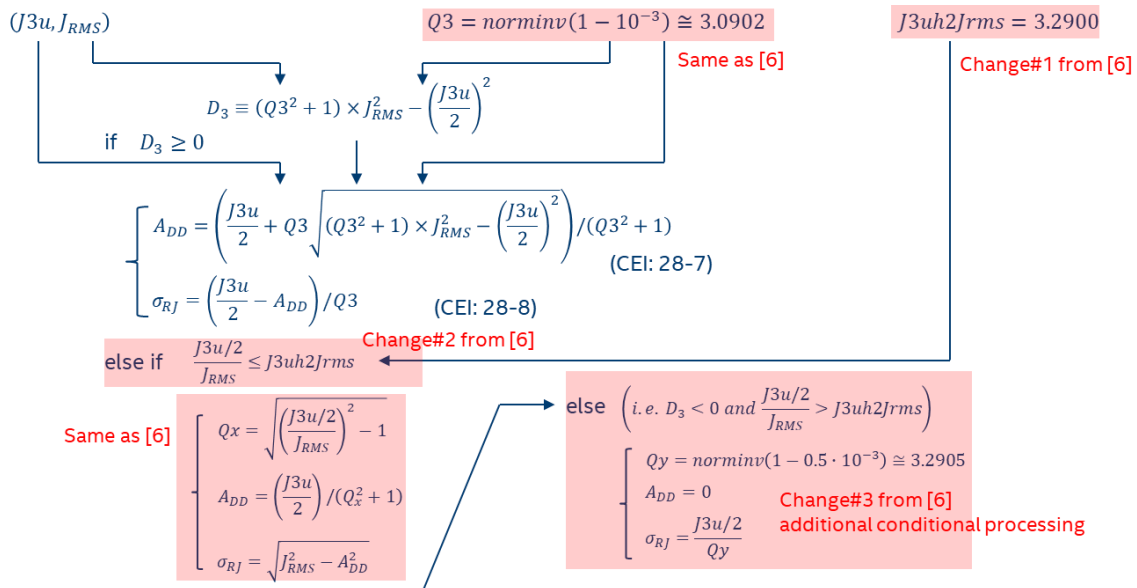 (J3u, J_RMS)
Q3 = norminv(1 − 10^−3) ≅ 3.0902
J3uh2Jrms = 3.2900
Same as [6]
Change#1 from [6]
D_3 ≡ (Q3^2 + 1) × J_RMS^2 − (J3u/2)^2
if D_3 ≥ 0
A_DD = (J3u/2 + Q3 √((Q3^2 + 1) × J_RMS^2 − (J3u/2)^2))/(Q3^2 + 1)
(CEI: 28-7)
σ_RJ = (J3u/2 − A_DD)/Q3
(CEI: 28-8)
Change#2 from [6]
else if (J3u/2)/J_RMS ≤ J3uh2Jrms
else (i.e. D_3 < 0 and (J3u/2)/J_RMS > J3uh2Jrms)
Same as [6]
Qx = √(((J3u/2)/J_RMS)^2 − 1)
A_DD = (J3u/2)/(Q_x^2 + 1)
σ_RJ = √(J_RMS^2 − A_DD^2)
Qy = norminv(1 − 0.5 · 10^−3) ≅ 3.2905
A_DD = 0
Change#3 from [6]
additional conditional processing
σ_RJ = (J3u/2)/Qy